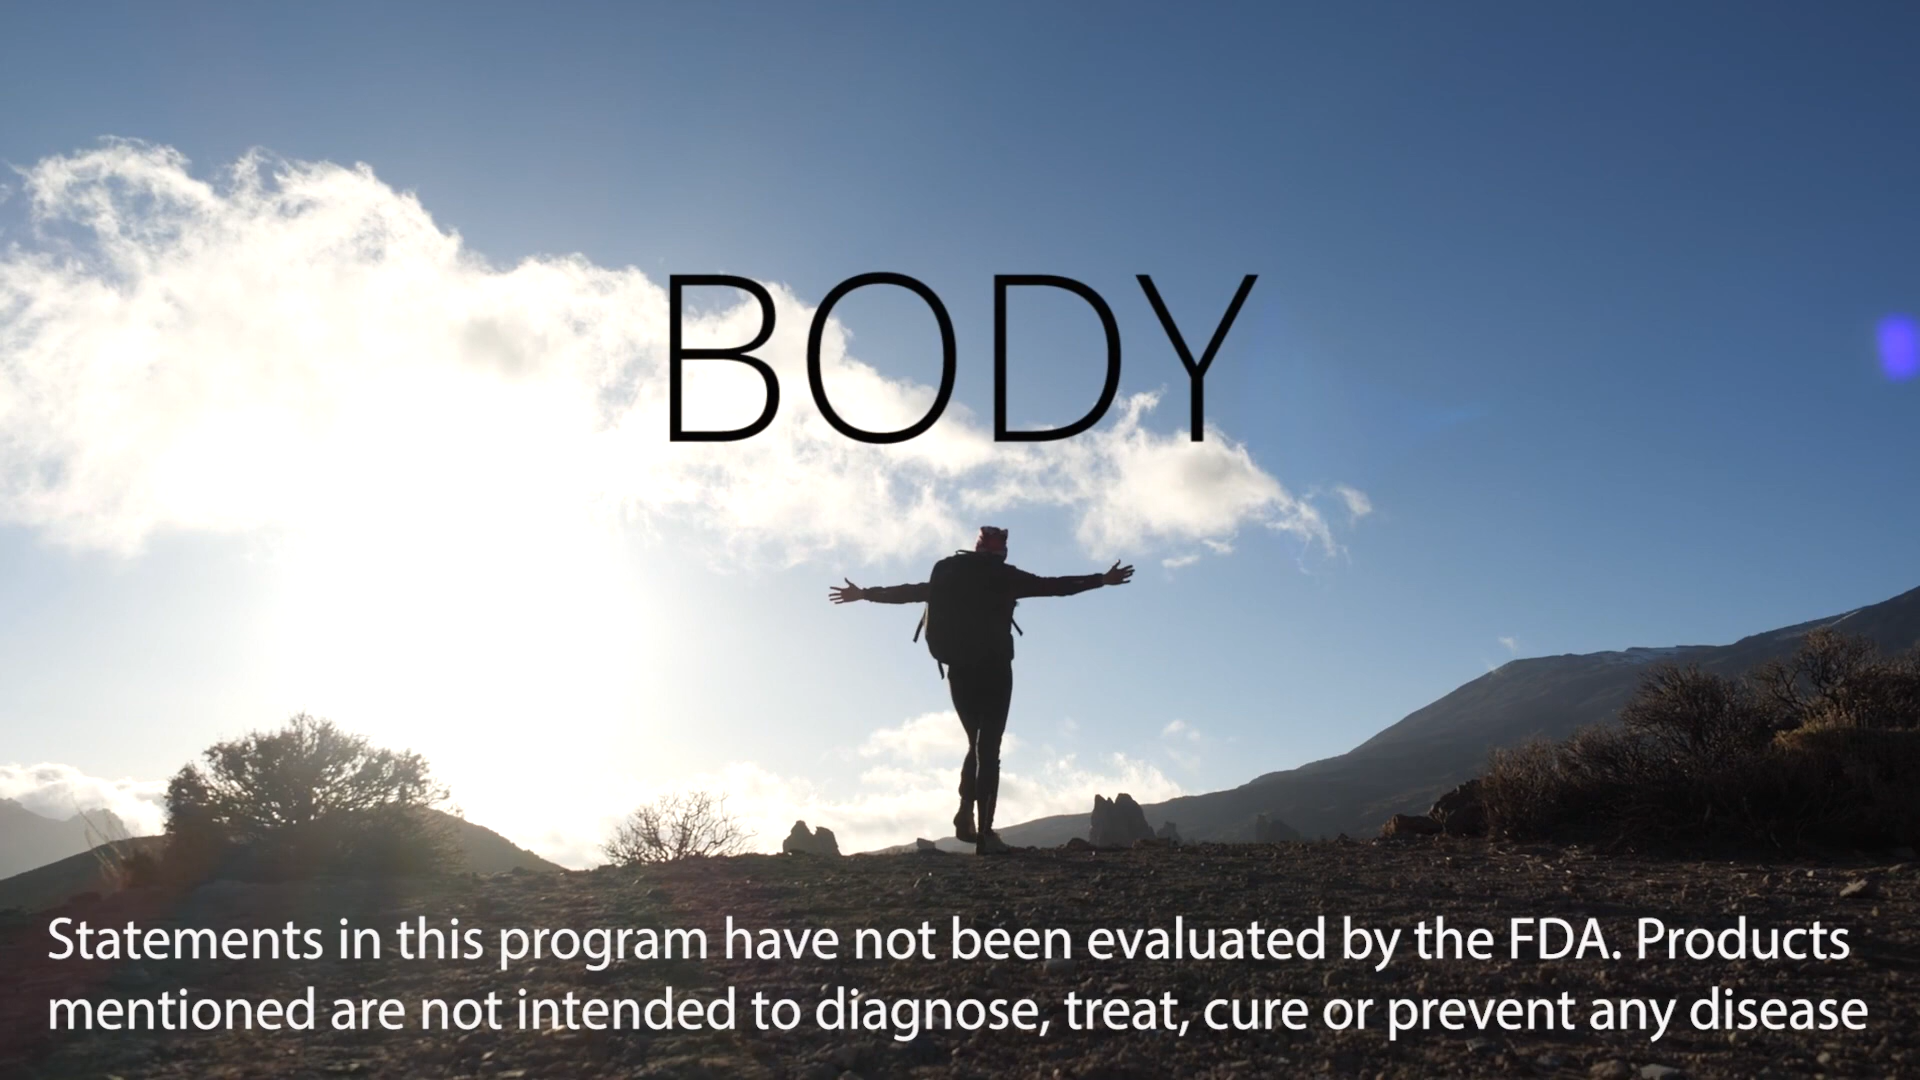 BODY
Statements in this program have not been evaluated by the FDA. Products
mentioned are not intended to diagnose, treat, cure or prevent any disease